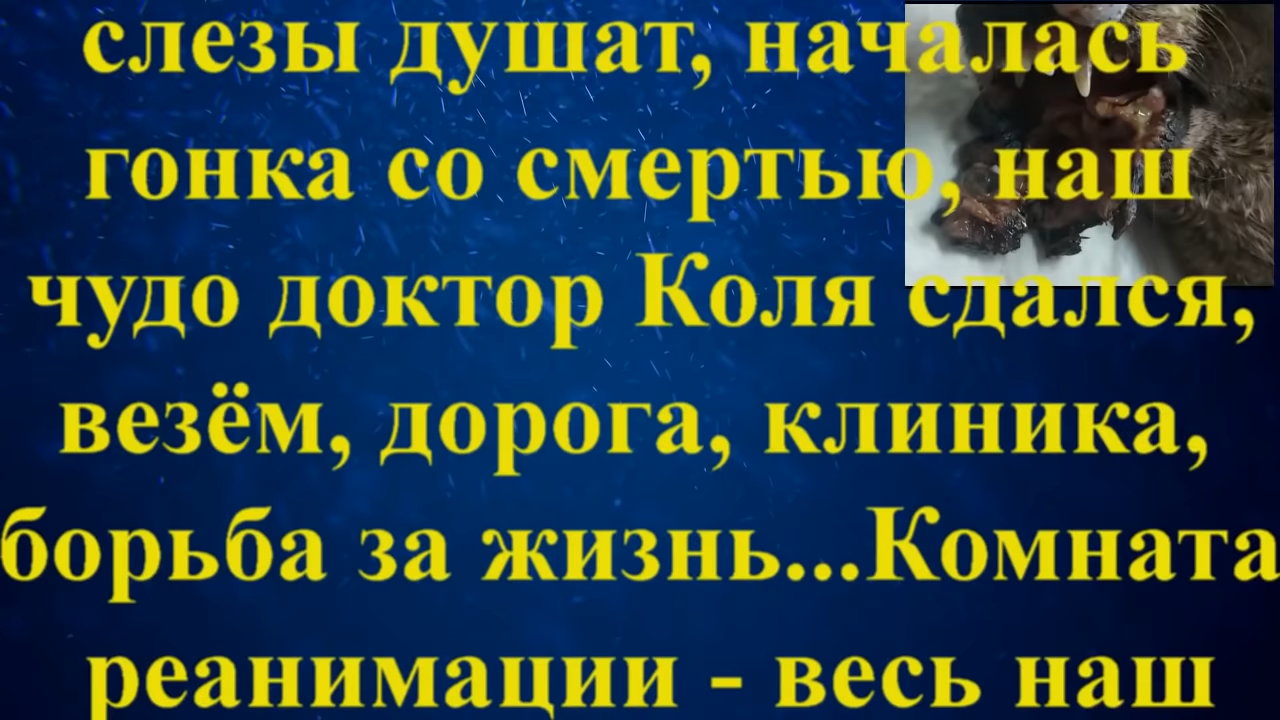 слезы душат, началась
гонка со смертью, наш
чудо доктор Коля сдался,
везём, дорога, клиника,
борьба за жизнь...Комната
реанимации - весь наш